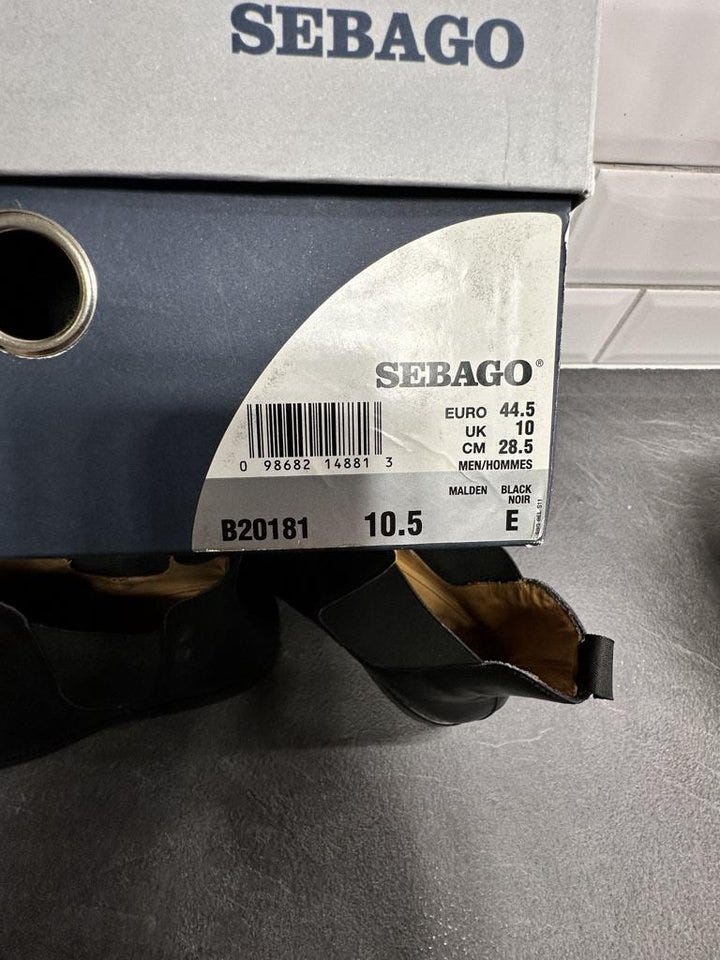 SEBAGO
SEBAGO®
EURO 44.5
UK 10
CM 28.5
MEN/HOMMES
0 98682 14881 3
MALDEN BLACK
NOIR
B20181 10.5 E